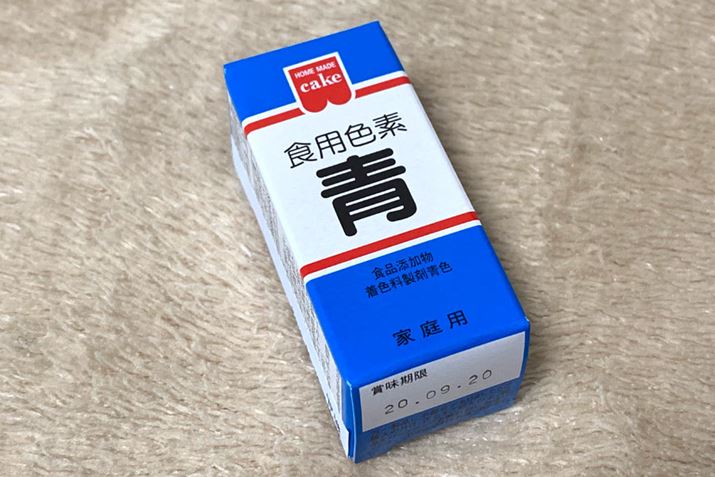 HOME MADE
cake
食用色素
青
食品添加物
着色料製剤青色
家庭用
賞味期限
20.09.20